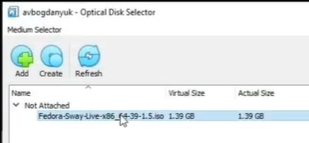 avbogdanyuk - Optical Disk Selector
Medium Selector
Add Create Refresh
Name Virtual Size Actual Size
Not Attached
Fedora-Sway-Live-x86_64-39-1.5.iso 1.39 GB 1.39 GB